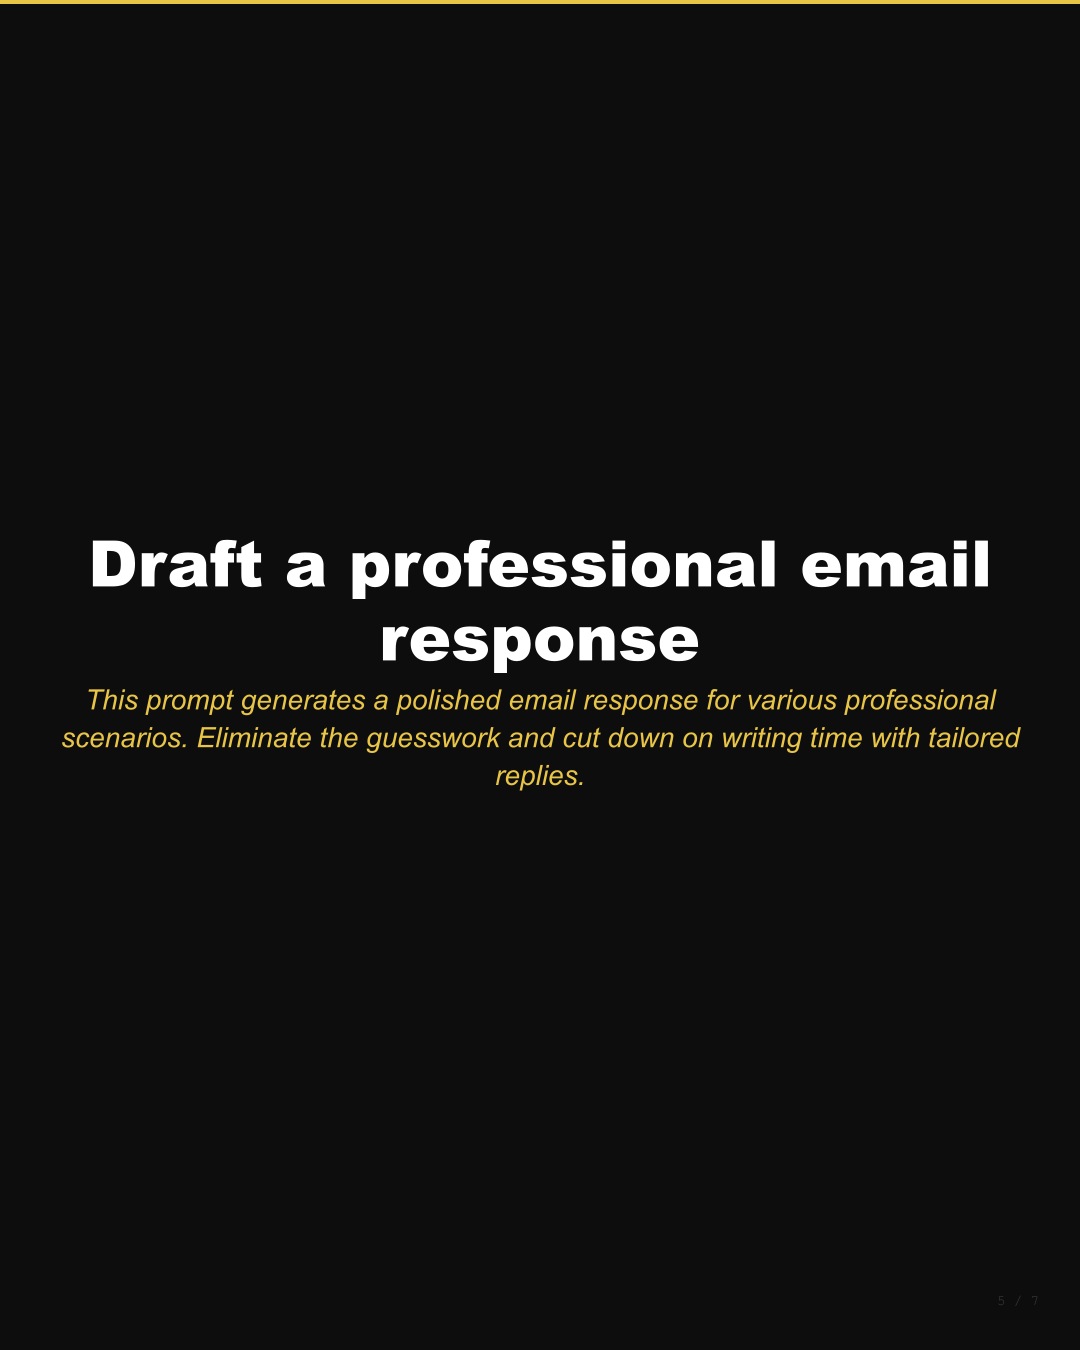 Draft a professional email
response
This prompt generates a polished email response for various professional
scenarios. Eliminate the guesswork and cut down on writing time with tailored
replies.
5 / 7